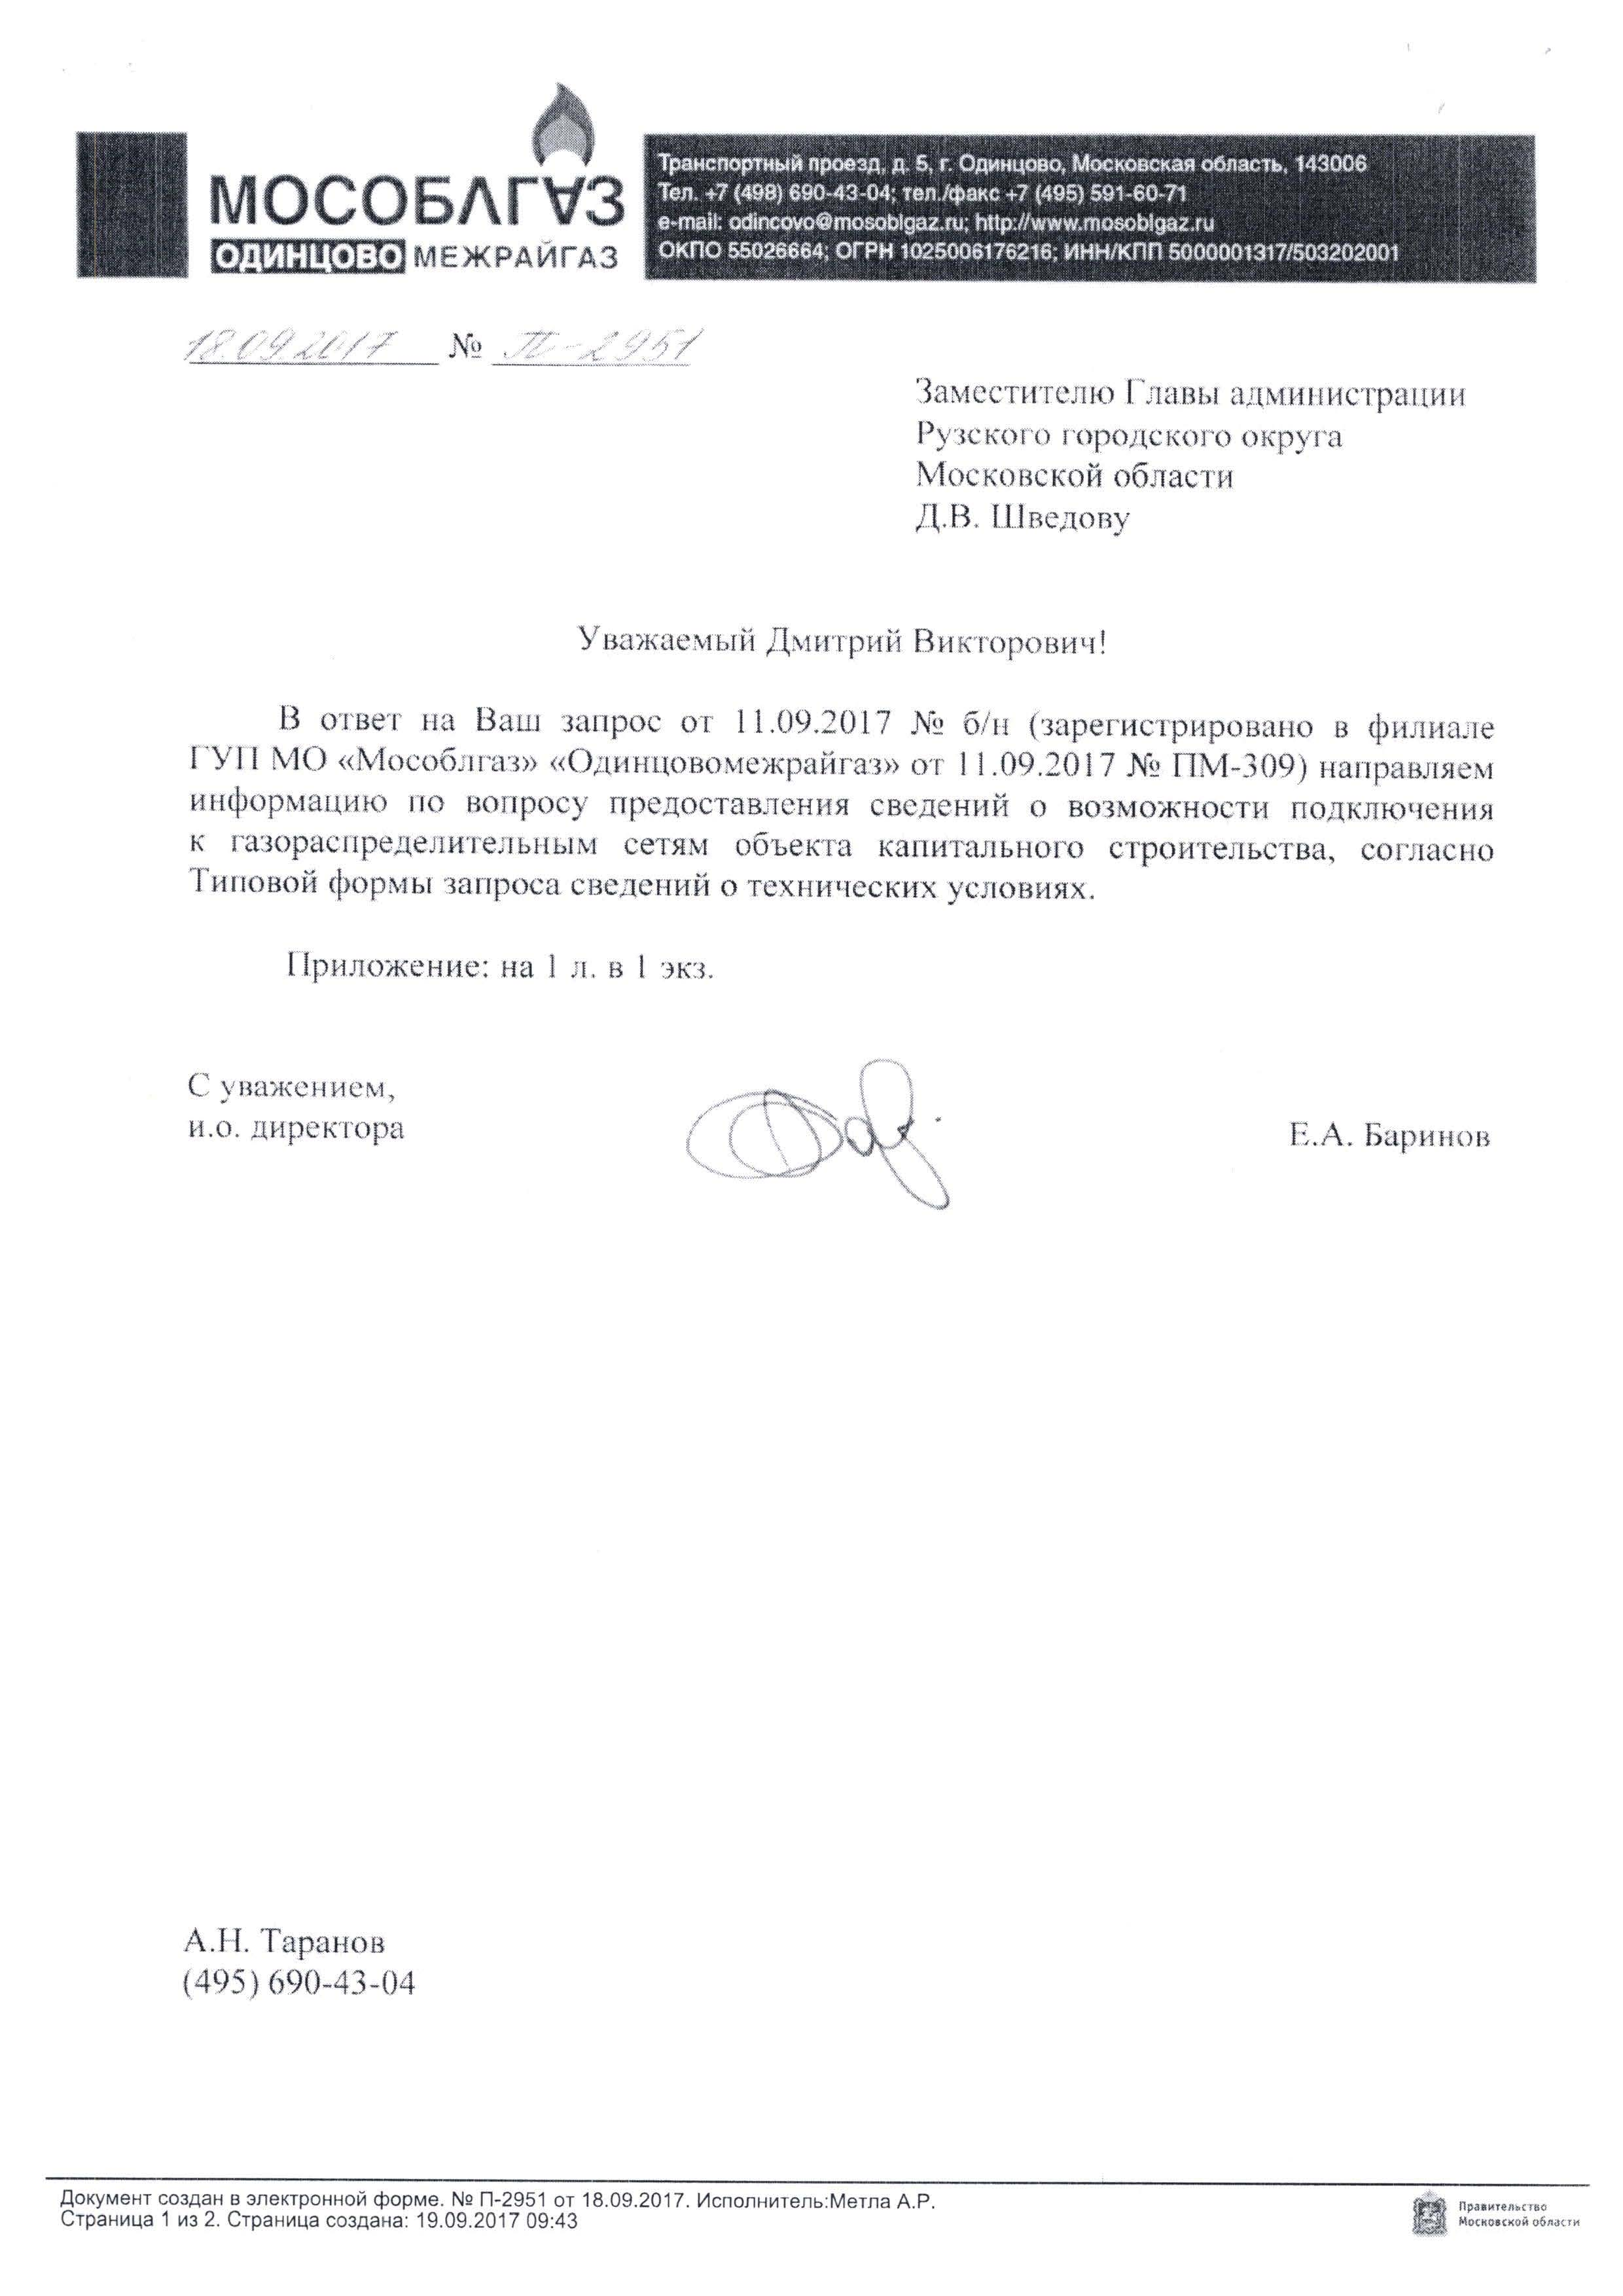 МОСОБЛГАЗ
ОДИНЦОВО МЕЖРАЙГАЗ
Транспортный проезд, д. 5, г. Одинцово, Московская область, 143006
Тел. +7 (498) 690-43-04; тел./факс +7 (495) 591-60-71
e-mail: odincovo@mosoblgaz.ru; http://www.mosoblgaz.ru
ОКПО 55026664; ОГРН 1025006176216; ИНН/КПП 5000001317/503202001
18.09.2017 № П-2951
Заместителю Главы администрации
Рузского городского округа
Московской области
Д.В. Шведову
Уважаемый Дмитрий Викторович!
В ответ на Ваш запрос от 11.09.2017 № б/н (зарегистрировано в филиале
ГУП МО «Мособлгаз» «Одинцовомежрайгаз» от 11.09.2017 № ПМ-309) направляем
информацию по вопросу предоставления сведений о возможности подключения
к газораспределительным сетям объекта капитального строительства, согласно
Типовой формы запроса сведений о технических условиях.
Приложение: на 1 л. в 1 экз.
С уважением,
и.о. директора
Е.А. Баринов
А.Н. Таранов
(495) 690-43-04
Документ создан в электронной форме. № П-2951 от 18.09.2017. Исполнитель:Метла А.Р.
Страница 1 из 2. Страница создана: 19.09.2017 09:43
Правительство
Московской области